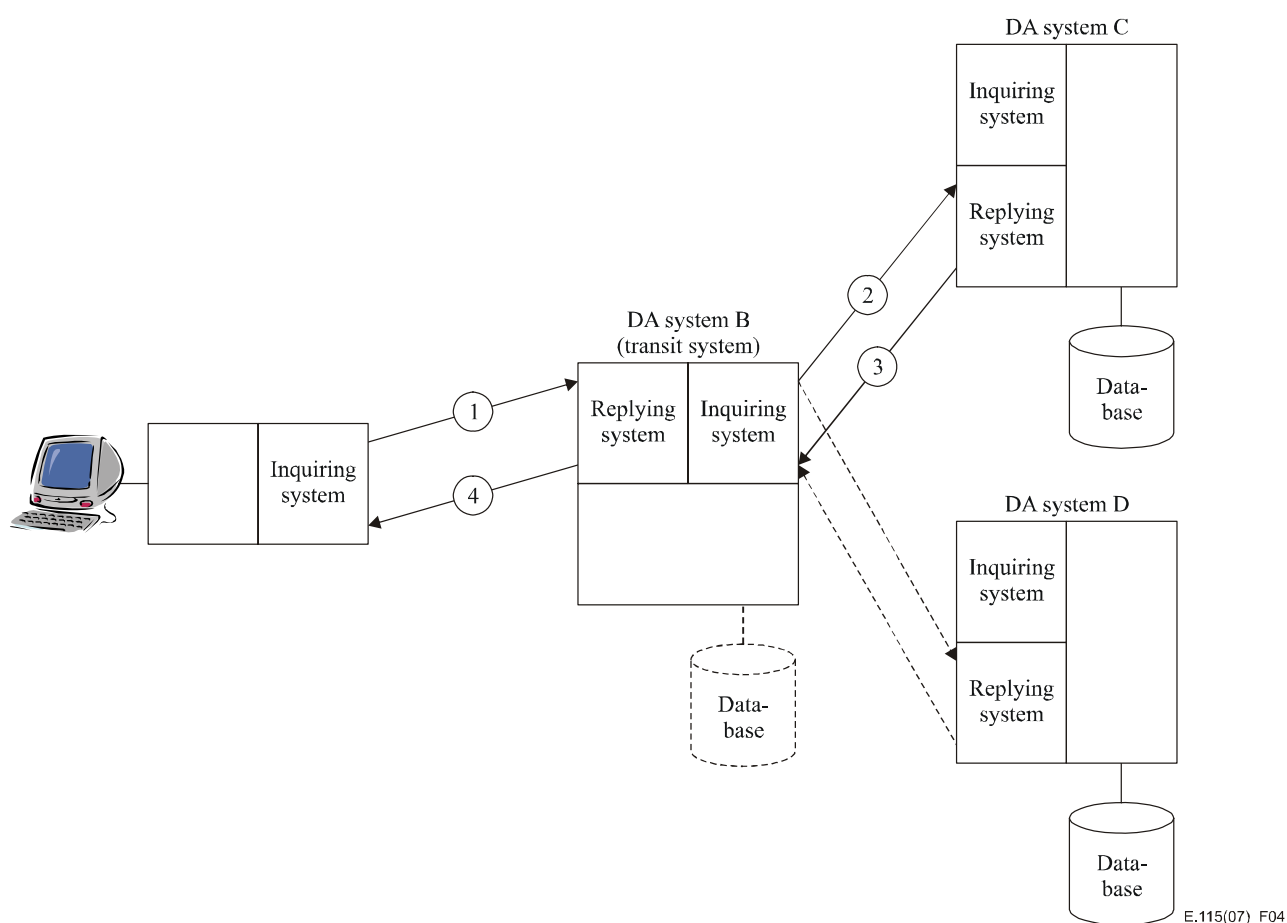 DA system C
Inquiring
system
Replying
system
2
DA system B
(transit system)
3
Data-
base
1
Replying
system
Inquiring
system
Inquiring
system
4
DA system D
Inquiring
system
Replying
system
Data-
base
Data-
base
E.115(07)_F04